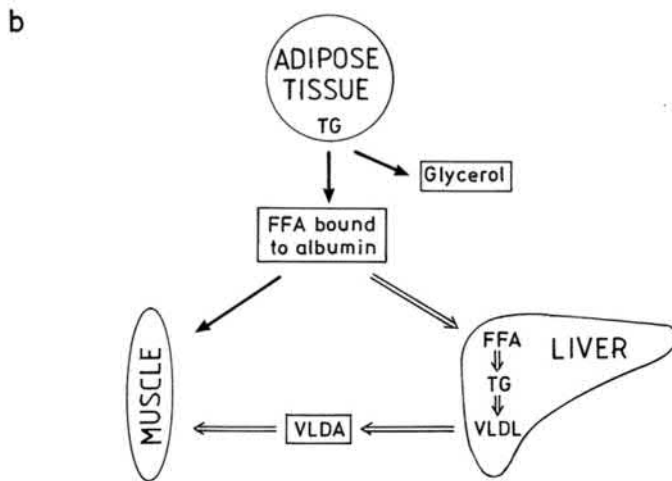 b
ADIPOSE
TISSUE
TG
Glycerol
FFA bound
to albumin
FFA
LIVER
TG
VLDL
VLDA
MUSCLE